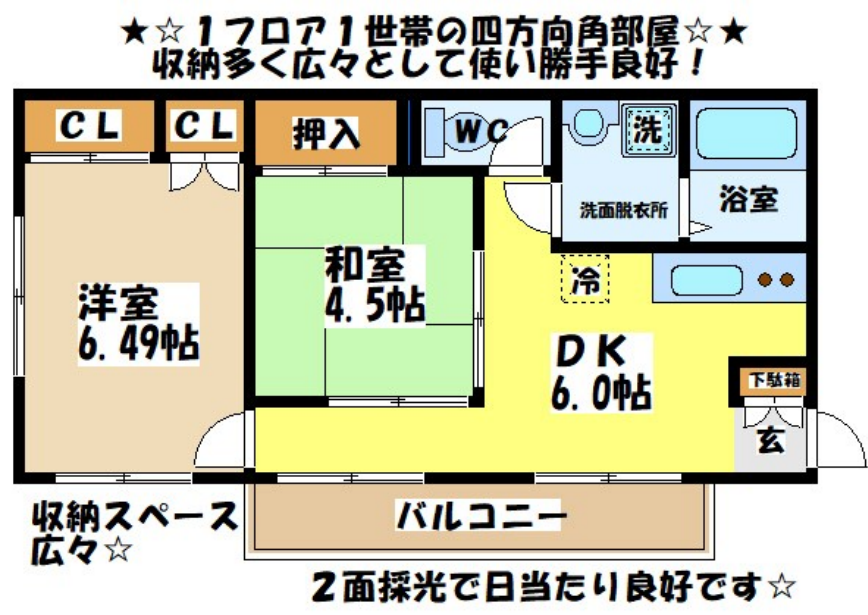 ★☆１フロア１世帯の四方向角部屋☆★
収納多く広々として使い勝手良好！
ＣＬ
ＣＬ
押入
ＷＣ
洗
洗面脱衣所
浴室
洋室
6.49帖
和室
4.5帖
冷
ＤＫ
6.0帖
下駄箱
玄
収納スペース
広々☆
バルコニー
２面採光で日当たり良好です☆